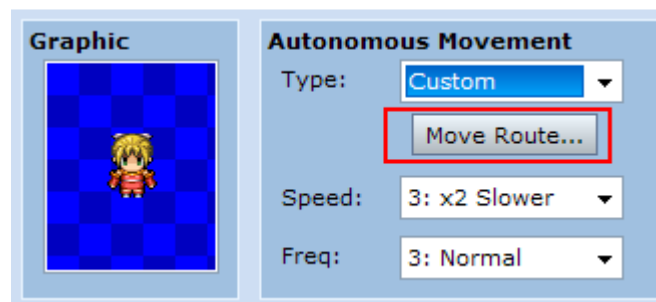 Graphic
Autonomous Movement
Type:
Custom
Move Route...
Speed:
3: x2 Slower
Freq:
3: Normal